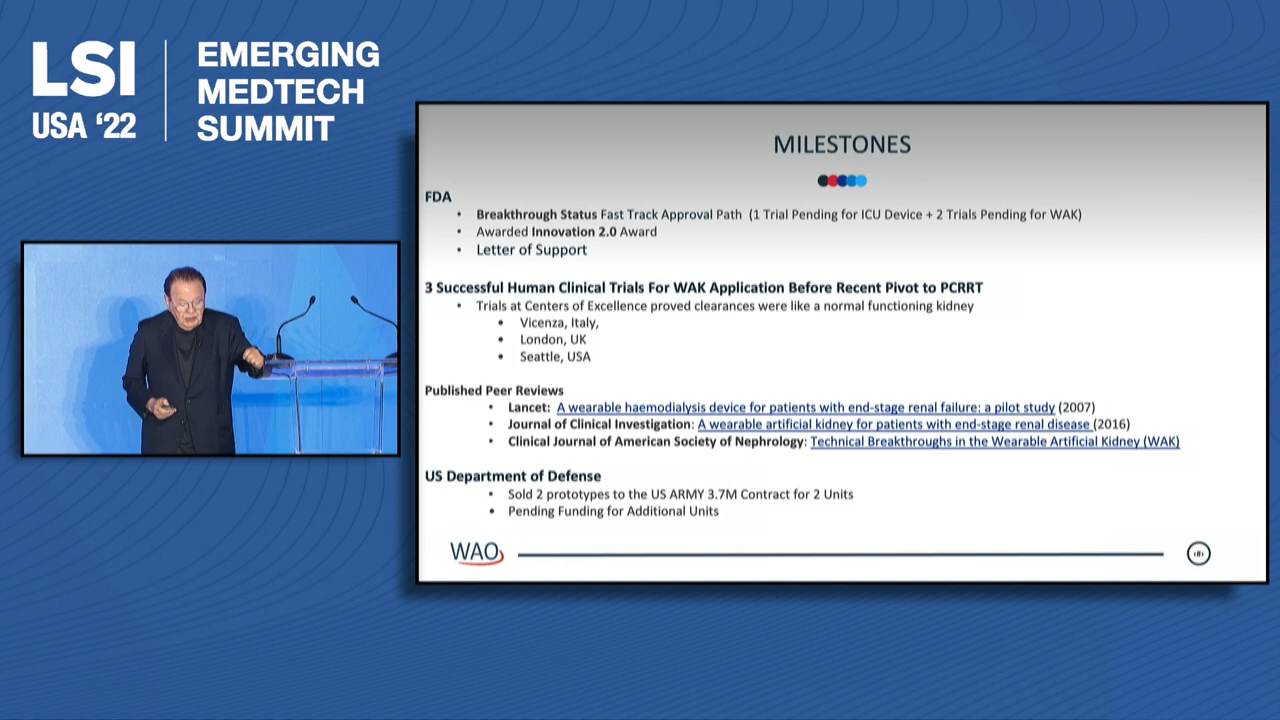 LSI
USA ‘22
EMERGING
MEDTECH
SUMMIT
MILESTONES
FDA
• Breakthrough Status Fast Track Approval Path (1 Trial Pending for ICU Device + 2 Trials Pending for WAK)
• Awarded Innovation 2.0 Award
• Letter of Support
3 Successful Human Clinical Trials For WAK Application Before Recent Pivot to PCRRT
• Trials at Centers of Excellence proved clearances were like a normal functioning kidney
• Vicenza, Italy,
• London, UK
• Seattle, USA
Published Peer Reviews
• Lancet: A wearable haemodialysis device for patients with end-stage renal failure: a pilot study (2007)
• Journal of Clinical Investigation: A wearable artificial kidney for patients with end-stage renal disease (2016)
• Clinical Journal of American Society of Nephrology: Technical Breakthroughs in the Wearable Artificial Kidney (WAK)
US Department of Defense
• Sold 2 prototypes to the US ARMY 3.7M Contract for 2 Units
• Pending Funding for Additional Units
WAO